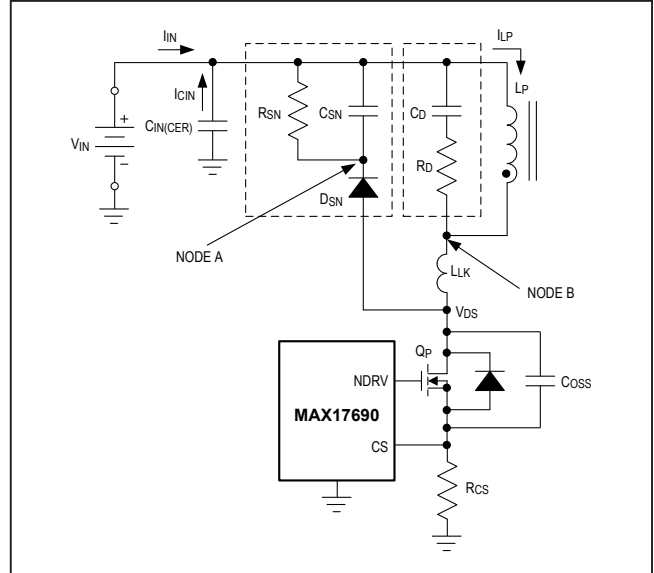 IIN
ILP
ICIN
RSN
CSN
CD
LP
VIN
+
−
CIN(CER)
RD
DSN
NODE A
LLK
NODE B
VDS
QP
NDRV
COSS
MAX17690
CS
RCS